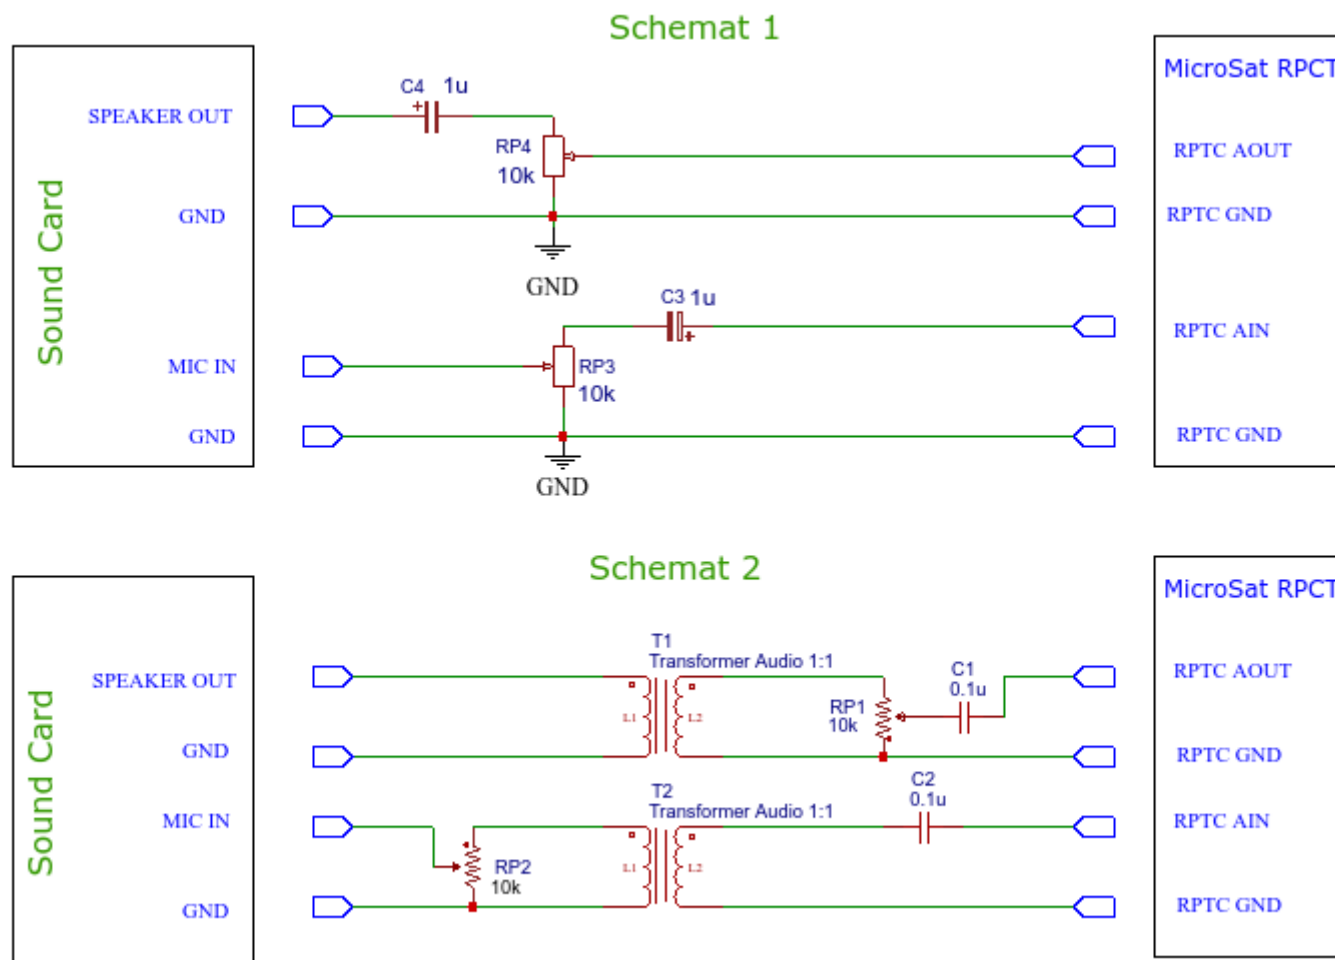 Schemat 1
MicroSat RPCT
C4 1u
SPEAKER OUT
RP4
10k
RPTC AOUT
GND
RPTC GND
GND
C3 1u
RPTC AIN
MIC IN
RP3
10k
GND
RPTC GND
GND
Sound Card
Schemat 2
MicroSat RPCT
T1
Transformer Audio 1:1
C1
0.1u
SPEAKER OUT
RPTC AOUT
L1
L2
RP1
10k
GND
RPTC GND
T2
Transformer Audio 1:1
C2
0.1u
MIC IN
RPTC AIN
RP2
10k
L1
L2
GND
RPTC GND
Sound Card